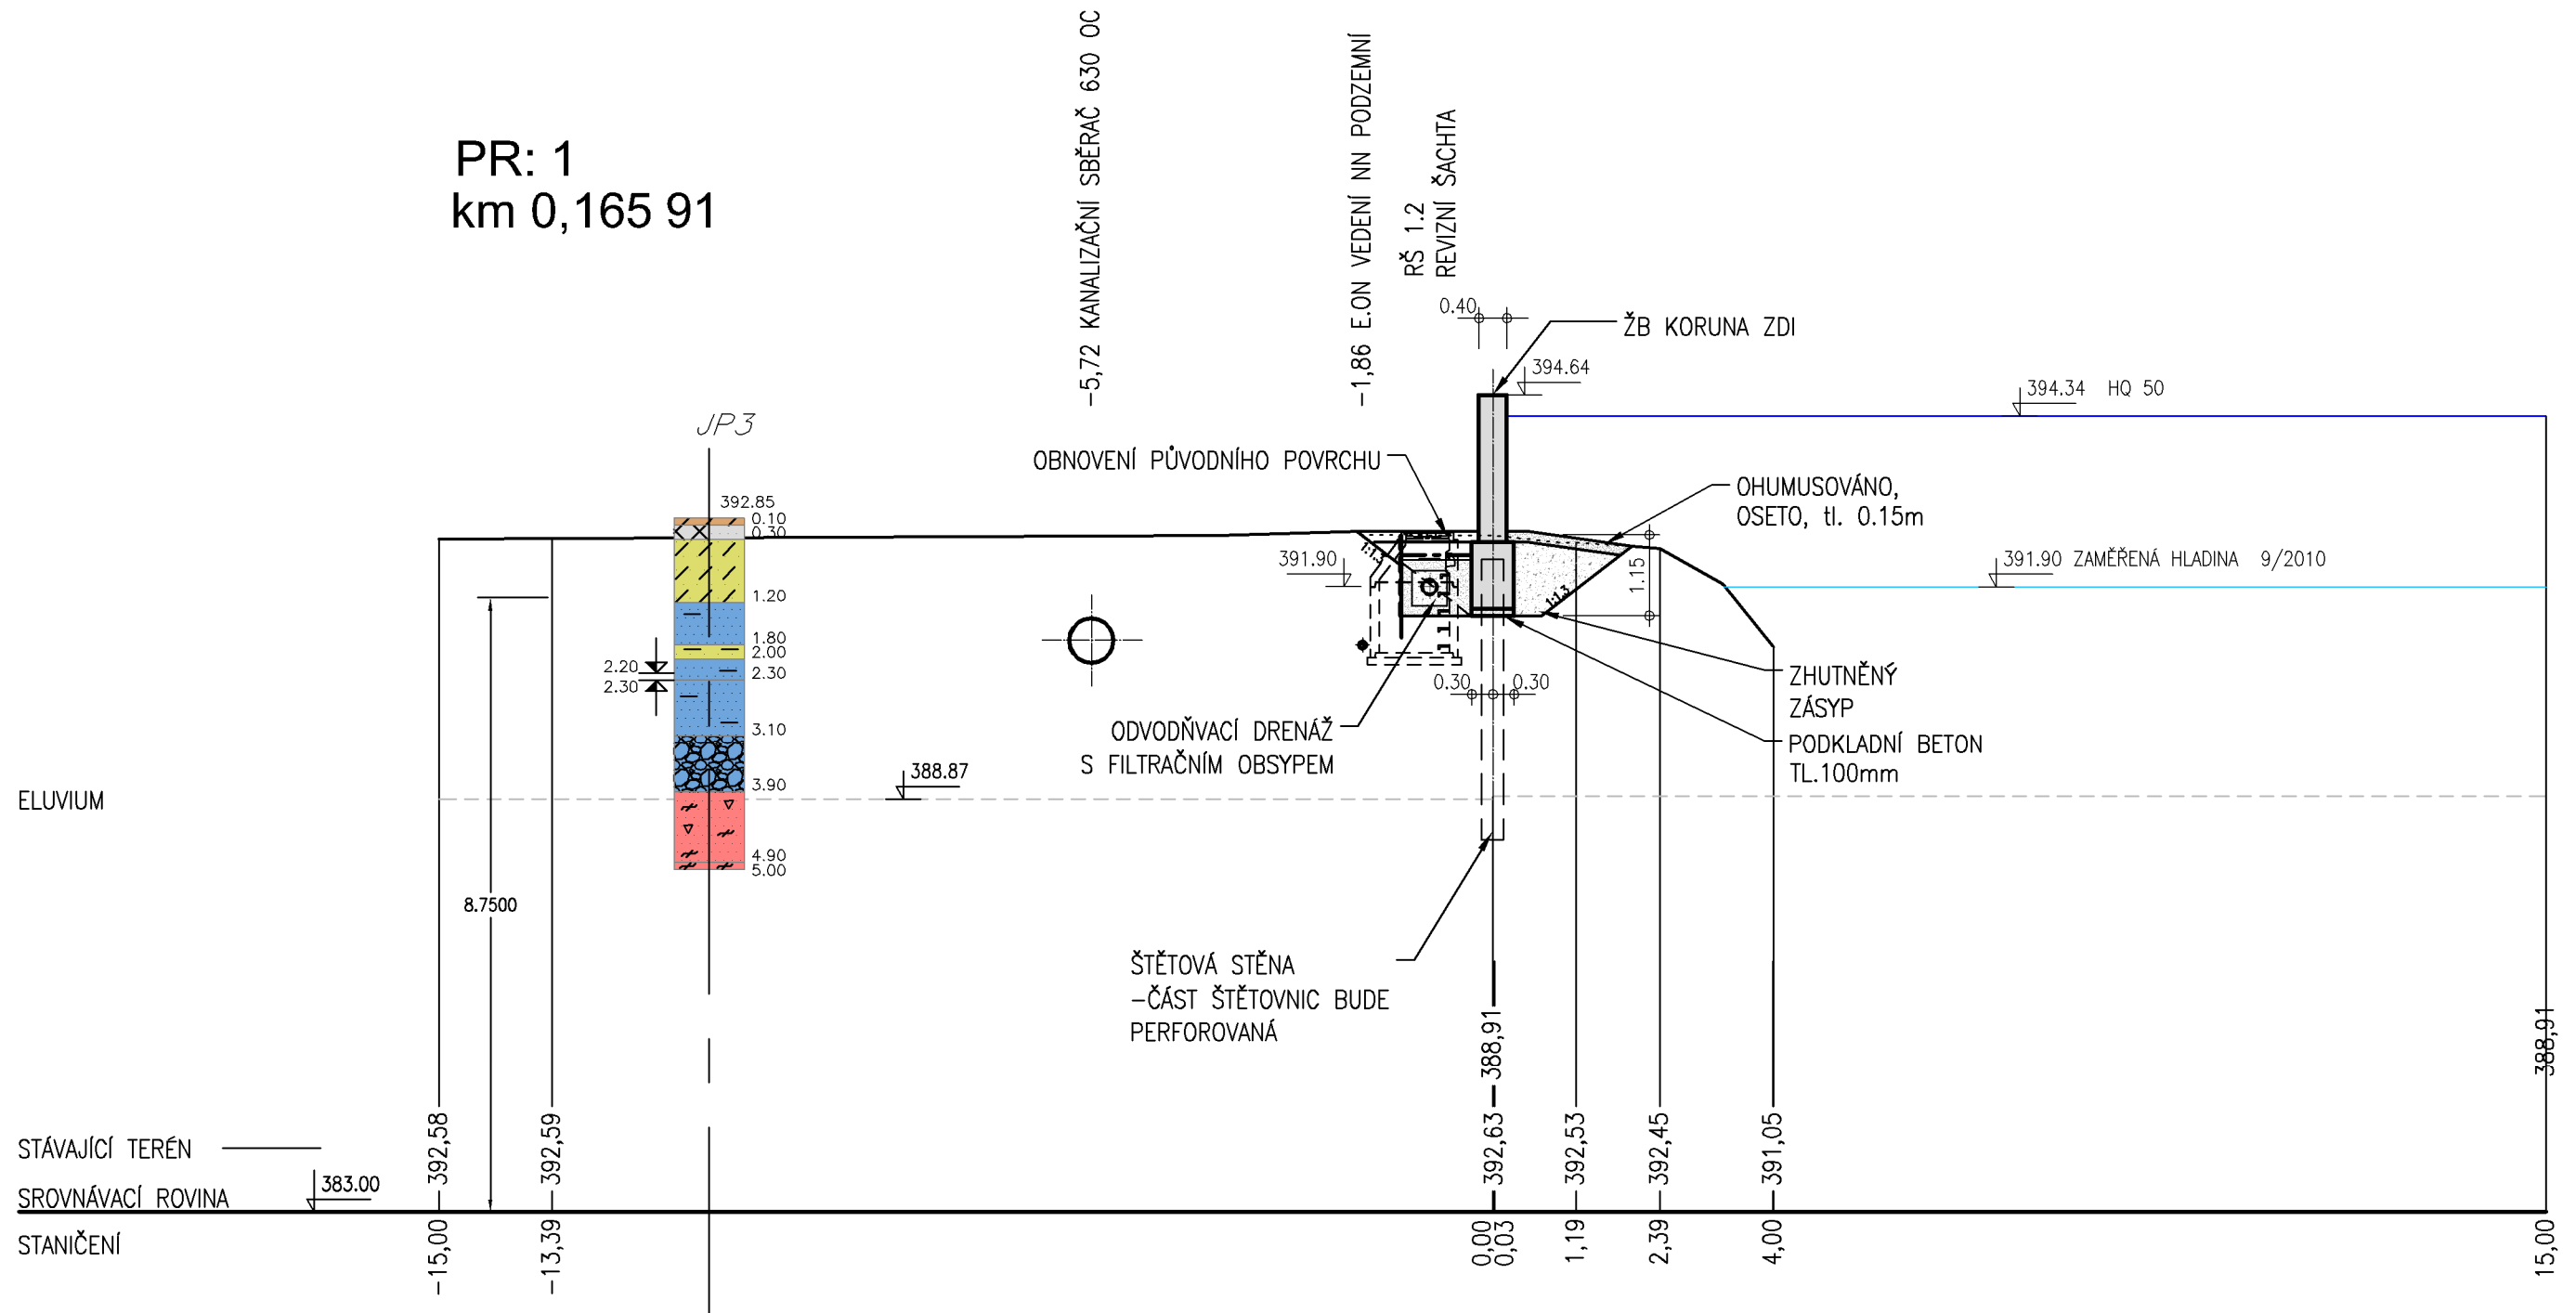 PR: 1
km 0,165 91
-5,72 KANALIZAČNÍ SBĚRAČ 630 OC
-1,86 E.ON VEDENÍ NN PODZEMNÍ
RŠ 1.2
REVIZNÍ ŠACHTA
0.40
ŽB KORUNA ZDI
394.64
394.34 HQ 50
JP3
OBNOVENÍ PŮVODNÍHO POVRCHU
OHUMUSOVÁNO,
OSETO, tl. 0.15m
392.85
0.10
0.30
1.20
1.80
2.00
2.30
3.10
3.90
4.90
5.00
2.20
2.30
391.90
391.90 ZAMĚŘENÁ HLADINA 9/2010
1:1.3
1.15
0.30
0.30
ZHUTNĚNÝ
ZÁSYP
ODVODŇVACÍ DRENÁŽ
S FILTRAČNÍM OBSYPEM
PODKLADNÍ BETON
TL.100mm
388.87
ELUVIUM
8.7500
ŠTĚTOVÁ STĚNA
-ČÁST ŠTĚTOVNIC BUDE
PERFOROVANÁ
388,91
388,91
STÁVAJÍCÍ TERÉN
392,58
392,59
392,63
392,53
392,45
391,05
SROVNÁVACÍ ROVINA
383.00
STANIČENÍ
-15,00
-13,39
0,00
0,03
1,19
2,39
4,00
15,00